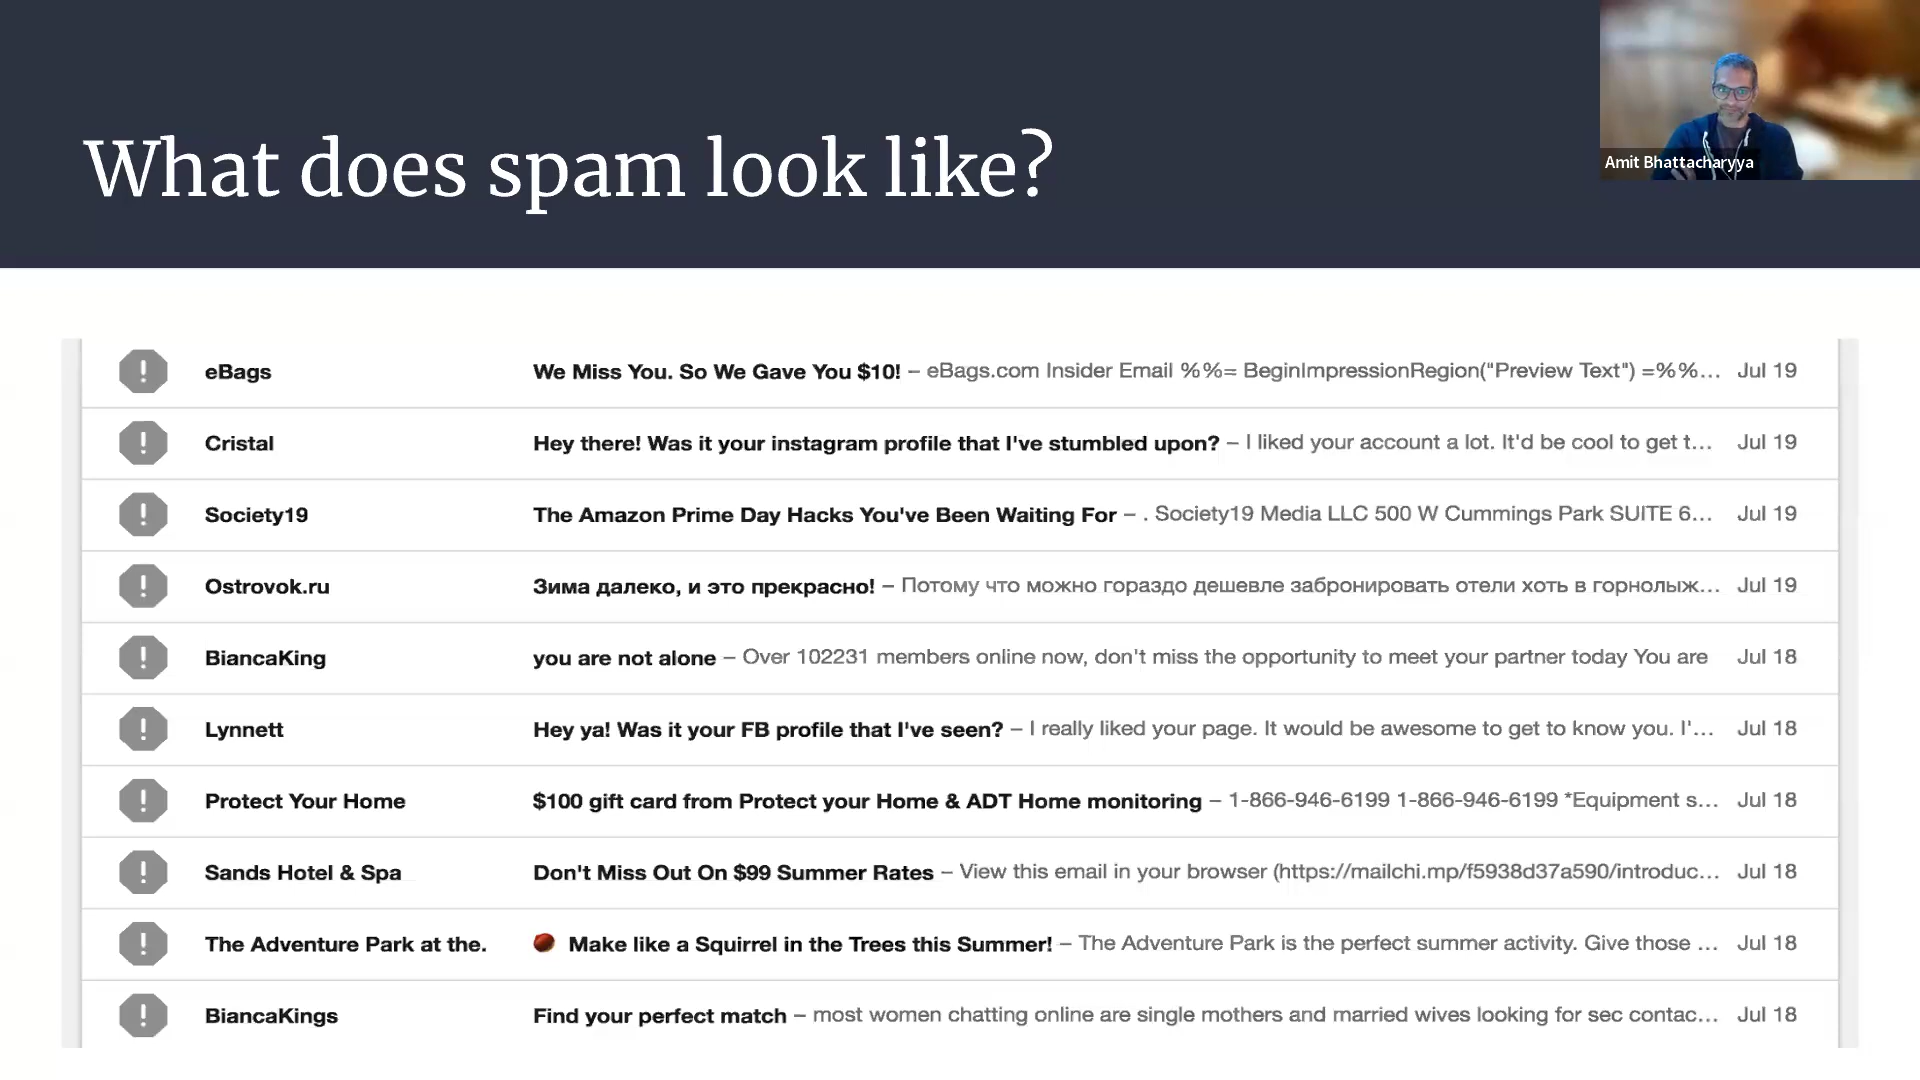 What does spam look like?
Amit Bhattacharyya
eBags We Miss You. So We Gave You $10! – eBags.com Insider Email %%= BeginImpressionRegion("Preview Text") =%%... Jul 19
Cristal Hey there! Was it your instagram profile that I've stumbled upon? – I liked your account a lot. It'd be cool to get t... Jul 19
Society19 The Amazon Prime Day Hacks You've Been Waiting For – . Society19 Media LLC 500 W Cummings Park SUITE 6... Jul 19
Ostrovok.ru Зима далеко, и это прекрасно! – Потому что можно гораздо дешевле забронировать отели хоть в горнолыж... Jul 19
BiancaKing you are not alone – Over 102231 members online now, don't miss the opportunity to meet your partner today You are Jul 18
Lynnett Hey ya! Was it your FB profile that I've seen? – I really liked your page. It would be awesome to get to know you. I'... Jul 18
Protect Your Home $100 gift card from Protect your Home & ADT Home monitoring – 1-866-946-6199 1-866-946-6199 *Equipment s... Jul 18
Sands Hotel & Spa Don't Miss Out On $99 Summer Rates – View this email in your browser (https://mailchi.mp/f5938d37a590/introduc... Jul 18
The Adventure Park at the. Make like a Squirrel in the Trees this Summer! – The Adventure Park is the perfect summer activity. Give those ... Jul 18
BiancaKings Find your perfect match – most women chatting online are single mothers and married wives looking for sec contac... Jul 18